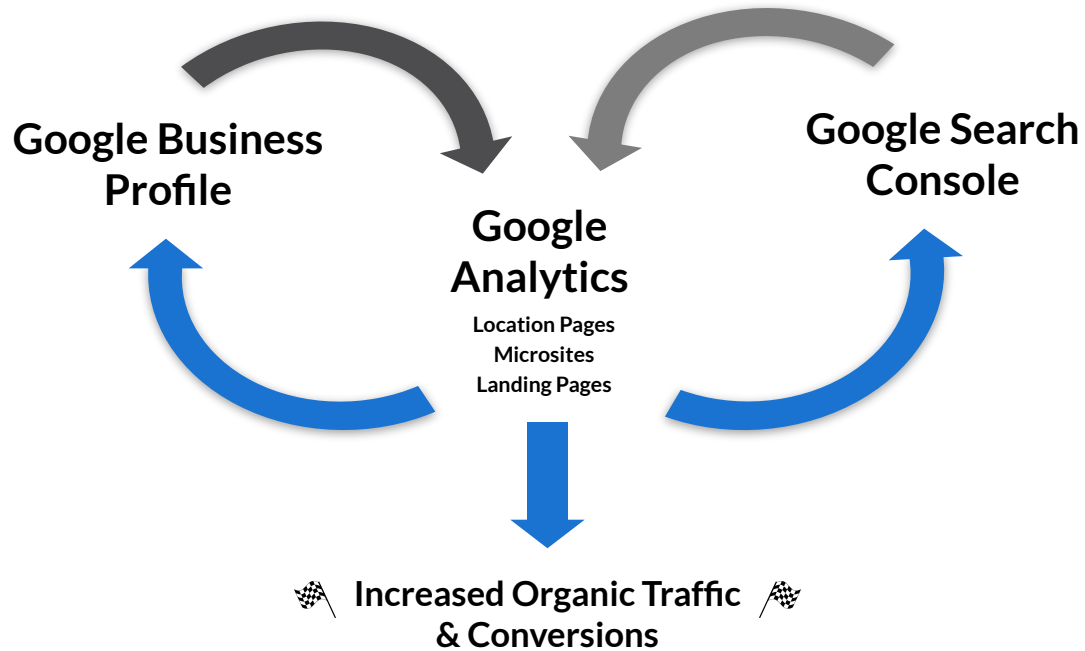 Google Business
Profile
Google Search
Console
Google
Analytics
Location Pages
Microsites
Landing Pages
Increased Organic Traffic
& Conversions